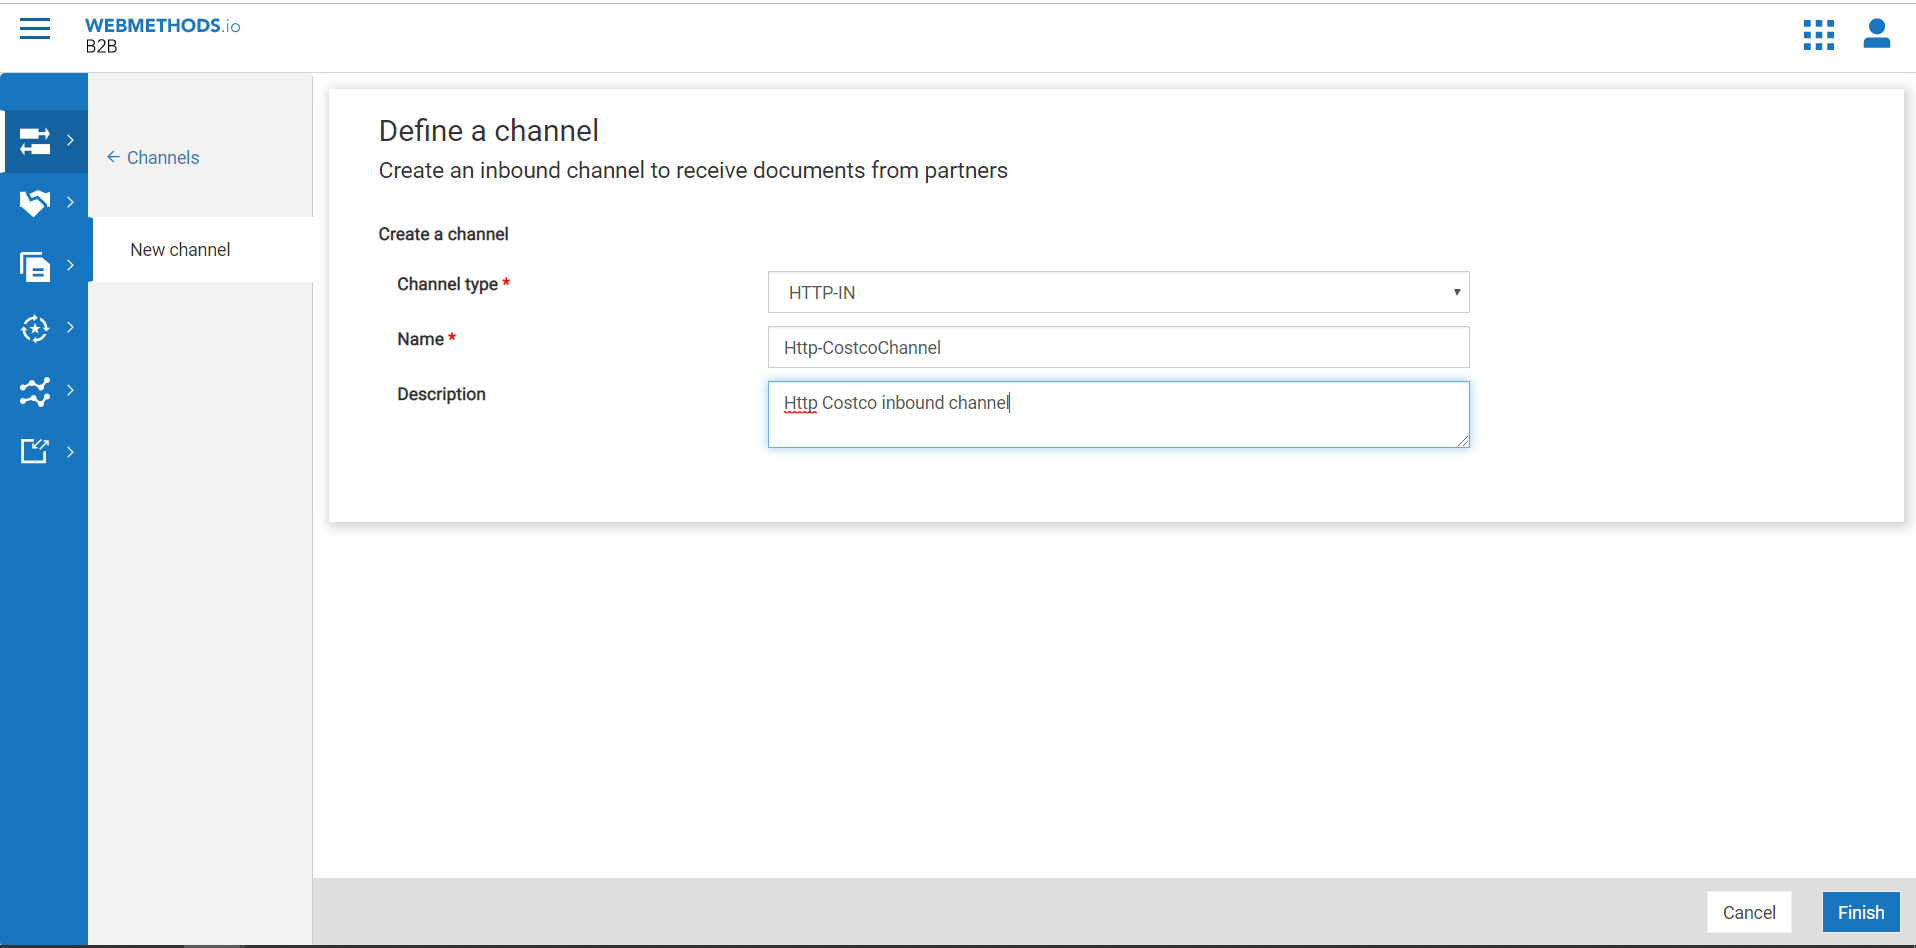 WEBMETHODS.io
B2B
← Channels
New channel
Define a channel
Create an inbound channel to receive documents from partners
Create a channel
Channel type *
HTTP-IN
Name *
Http-CostcoChannel
Description
Http Costco inbound channel
Cancel
Finish